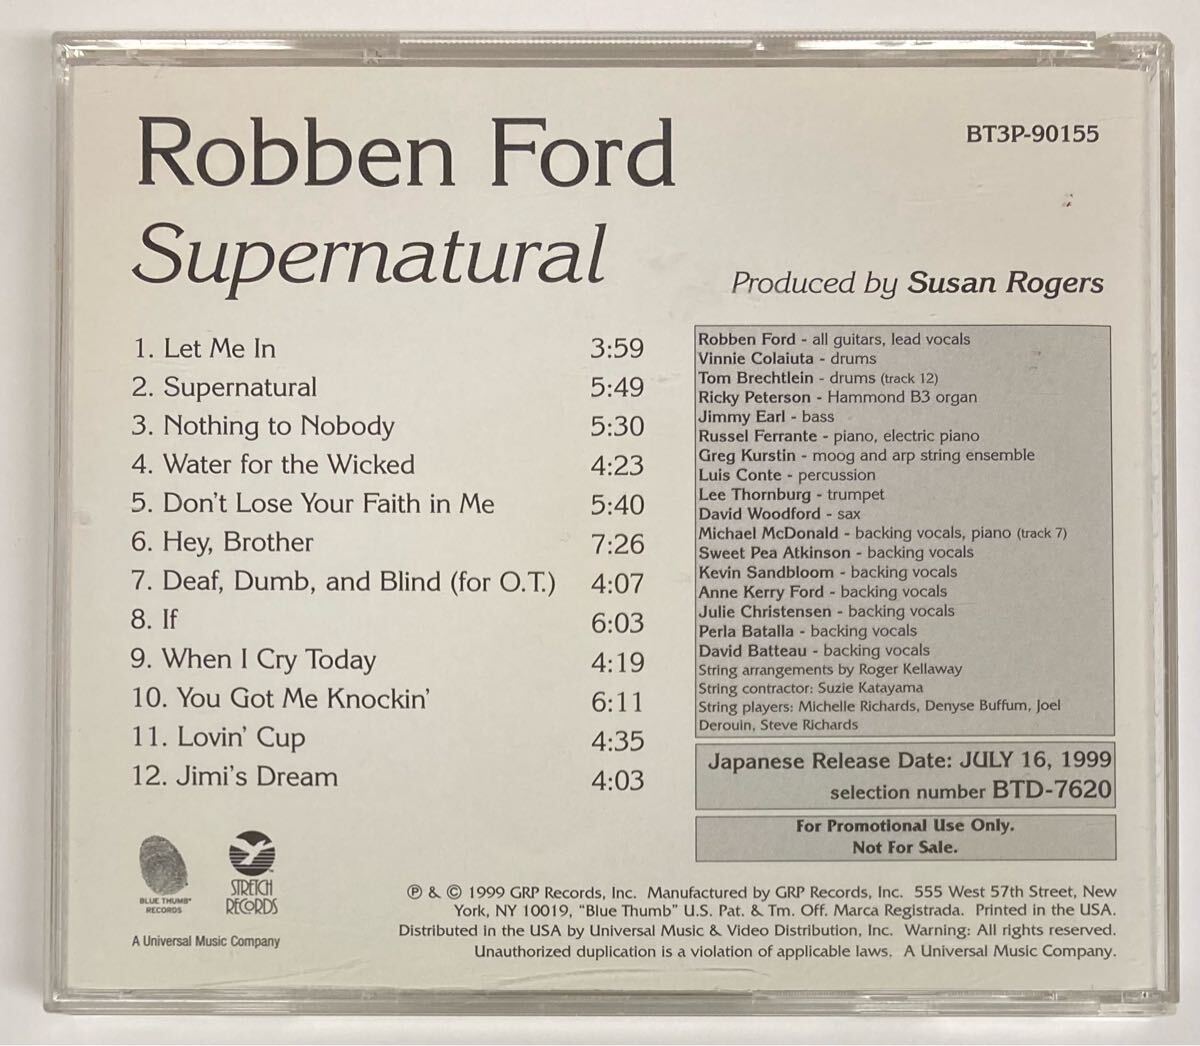 Robben Ford
Supernatural
BT3P-90155
Produced by Susan Rogers
1. Let Me In 3:59
2. Supernatural 5:49
3. Nothing to Nobody 5:30
4. Water for the Wicked 4:23
5. Don't Lose Your Faith in Me 5:40
6. Hey, Brother 7:26
7. Deaf, Dumb, and Blind (for O.T.) 4:07
8. If 6:03
9. When I Cry Today 4:19
10. You Got Me Knockin' 6:11
11. Lovin' Cup 4:35
12. Jimi's Dream 4:03
Robben Ford - all guitars, lead vocals
Vinnie Colaiuta - drums
Tom Brechtlein - drums (track 12)
Ricky Peterson - Hammond B3 organ
Jimmy Earl - bass
Russel Ferrante - piano, electric piano
Greg Kurstin - moog and arp string ensemble
Luis Conte - percussion
Lee Thornburg - trumpet
David Woodford - sax
Michael McDonald - backing vocals, piano (track 7)
Sweet Pea Atkinson - backing vocals
Kevin Sandbloom - backing vocals
Anne Kerry Ford - backing vocals
Julie Christensen - backing vocals
Perla Batalla - backing vocals
David Batteau - backing vocals
String arrangements by Roger Kellaway
String contractor: Suzie Katayama
String players: Michelle Richards, Denyse Buffum, Joel
Derouin, Steve Richards
Japanese Release Date: JULY 16, 1999
selection number BTD-7620
For Promotional Use Only.
Not For Sale.
BLUE THUMB
RECORDS
STRETCH
RECORDS
A Universal Music Company
℗ & © 1999 GRP Records, Inc. Manufactured by GRP Records, Inc. 555 West 57th Street, New
York, NY 10019, "Blue Thumb" U.S. Pat. & Tm. Off. Marca Registrada. Printed in the USA.
Distributed in the USA by Universal Music & Video Distribution, Inc. Warning: All rights reserved.
Unauthorized duplication is a violation of applicable laws. A Universal Music Company.